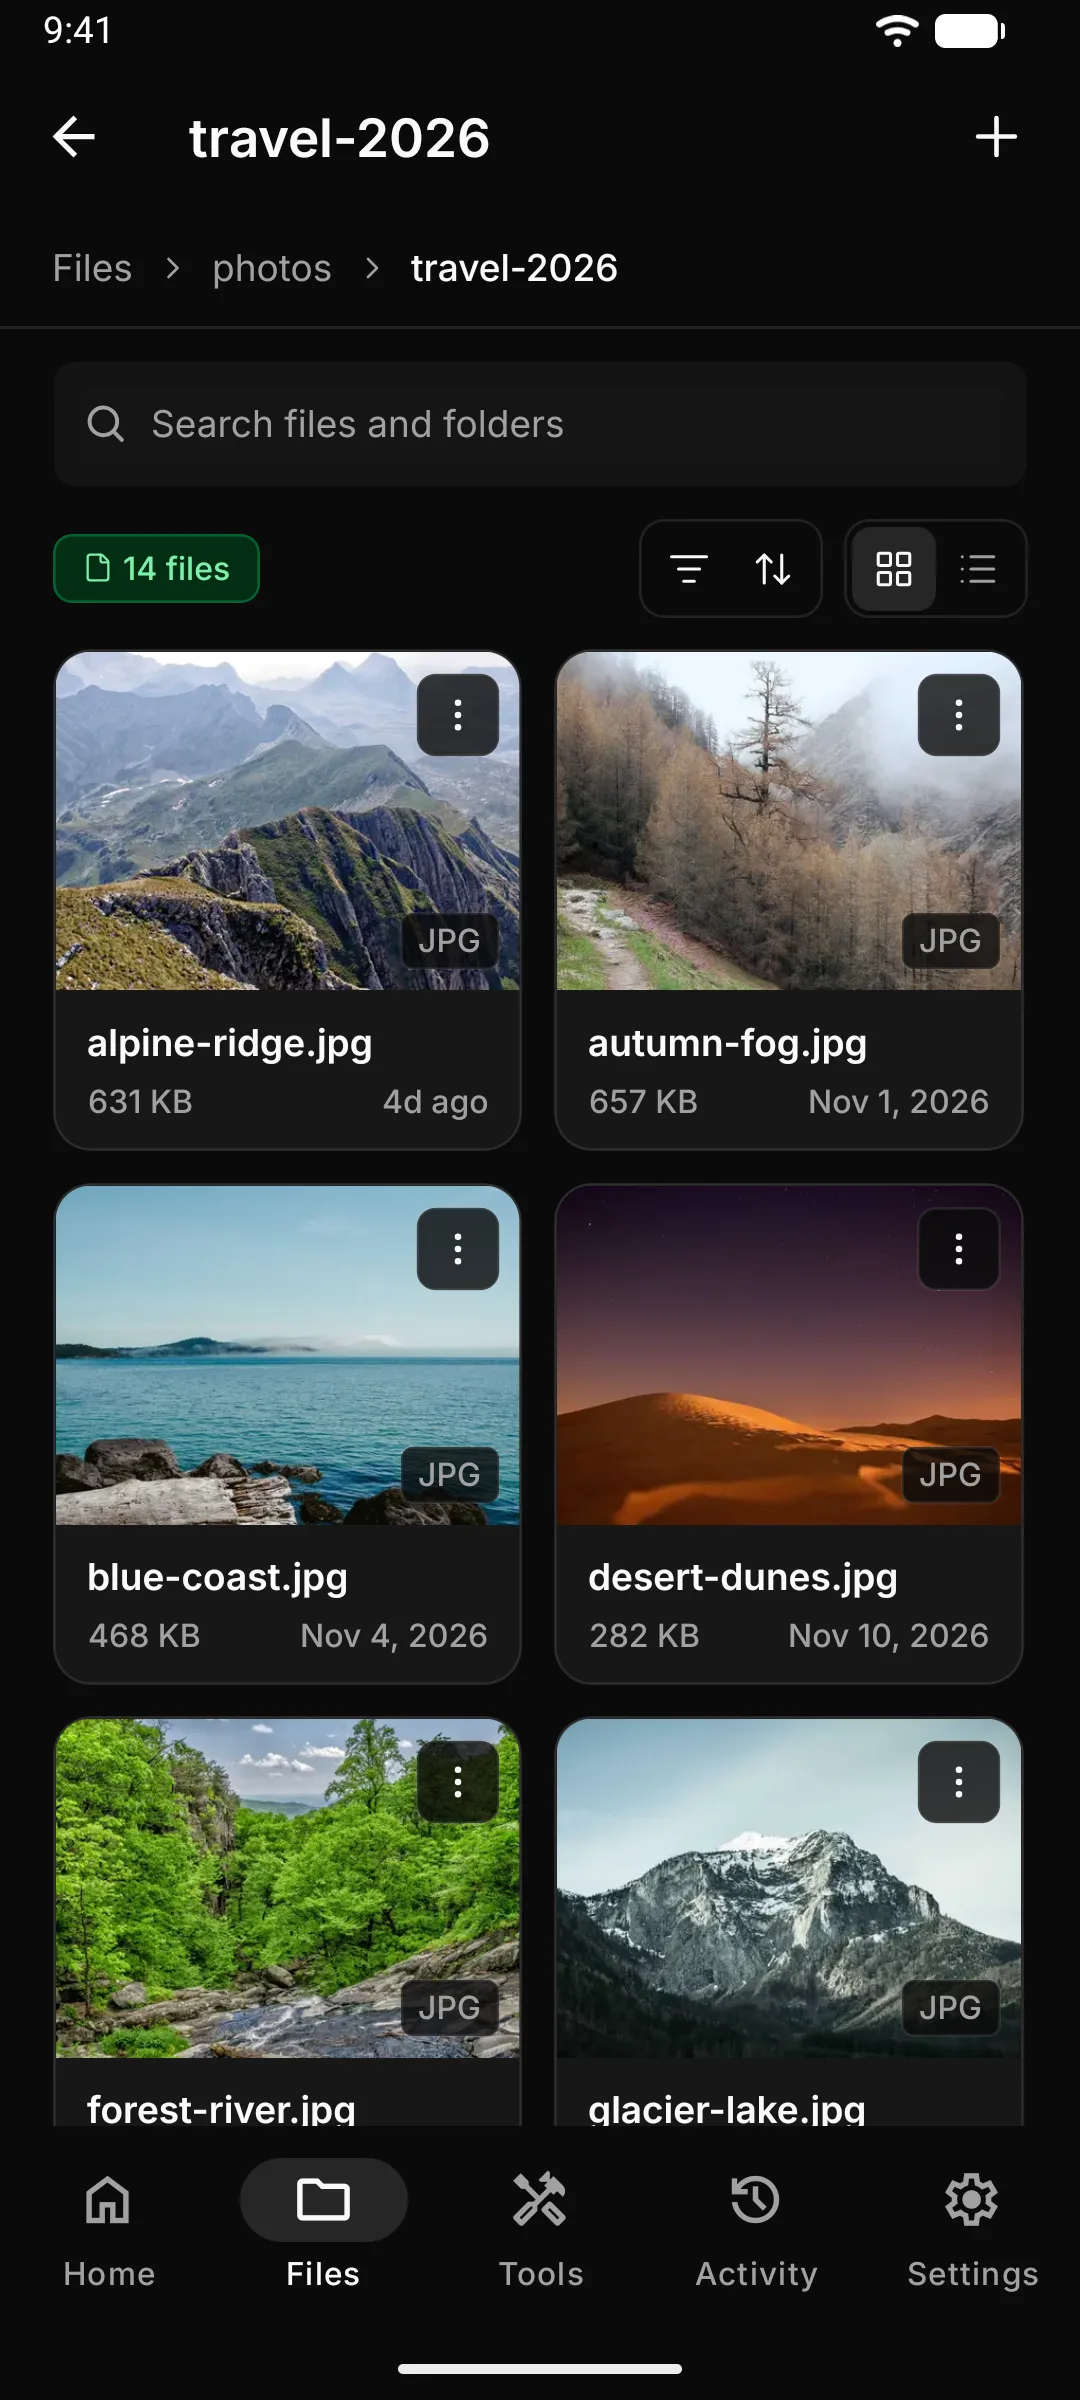 9:41
travel-2026
Files > photos > travel-2026
Search files and folders
14 files
JPG
JPG
alpine-ridge.jpg
631 KB 4d ago
autumn-fog.jpg
657 KB Nov 1, 2026
JPG
JPG
blue-coast.jpg
468 KB Nov 4, 2026
desert-dunes.jpg
282 KB Nov 10, 2026
JPG
JPG
forest-river.jpg
glacier-lake.jpg
Home
Files
Tools
Activity
Settings